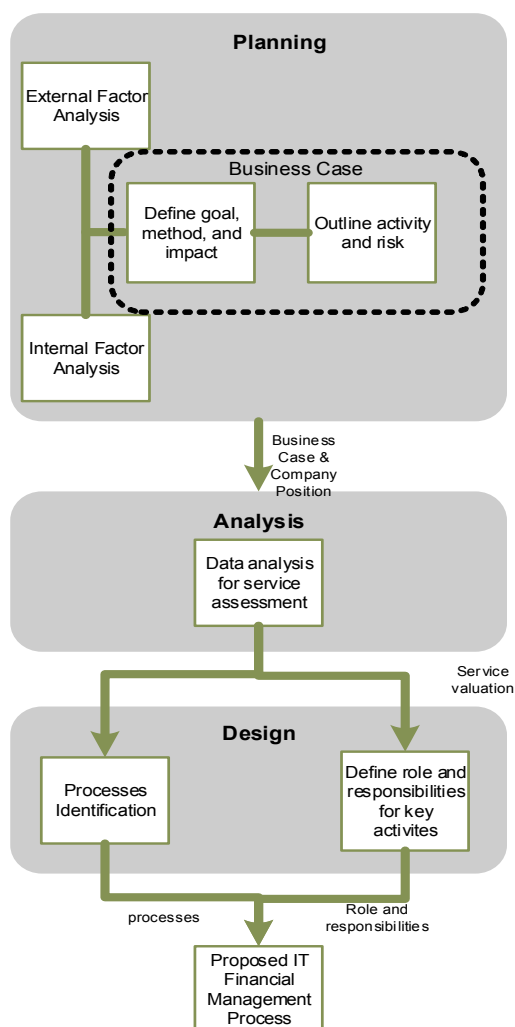 Planning
External Factor
Analysis
Business Case
Define goal,
method, and
impact
Outline activity
and risk
Internal Factor
Analysis
Business
Case &
Company
Position
Analysis
Data analysis
for service
assessment
Service
valuation
Design
Processes
Identification
Define role and
responsibilities
for key
activites
processes
Role and
responsibilities
Proposed IT
Financial
Management
Process